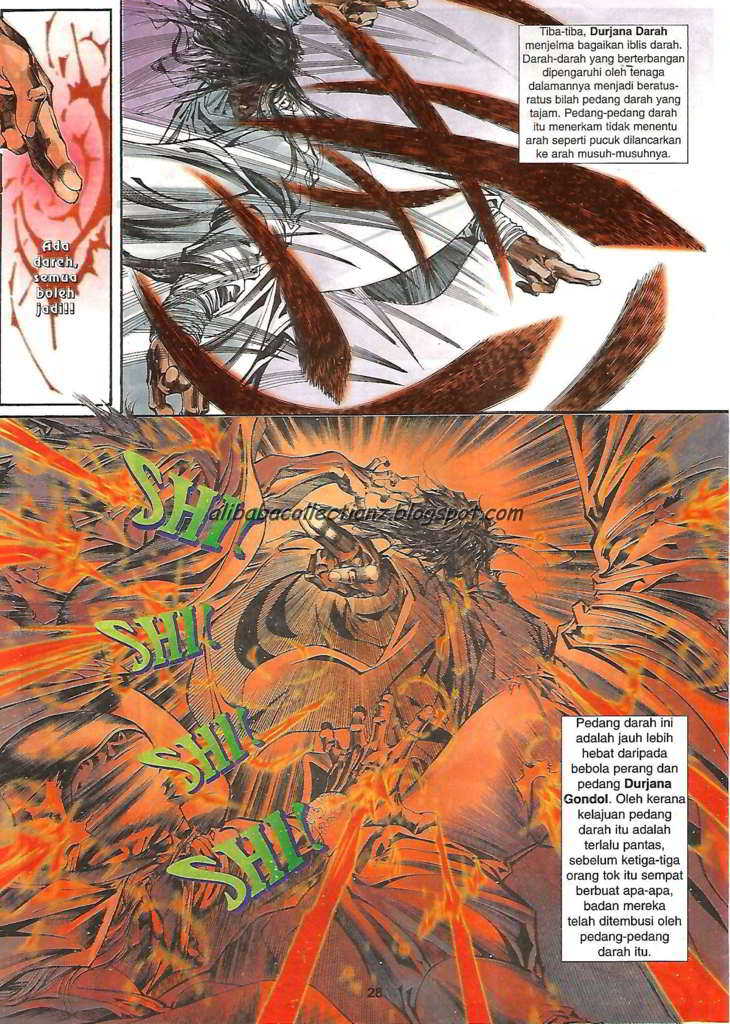 Tiba-tiba, Durjana Darah
menjelma bagaikan iblis darah.
Darah-darah yang berterbangan
dipengaruhi oleh tenaga
dalamannya menjadi beratus-
ratus bilah pedang darah yang
tajam. Pedang-pedang darah
itu menerkam tidak menentu
arah seperti pucuk dilancarkan
ke arah musuh-musuhnya.
Ada
dareh,
semua
boleh
jadi!!
SHI!
alibabacollectionz.blogspot.com
SHI!
SHI!
SHI!
Pedang darah ini
adalah jauh lebih
hebat daripada
bebola perang dan
pedang Durjana
Gondol. Oleh kerana
kelajuan pedang
darah itu adalah
terlalu pantas,
sebelum ketiga-tiga
orang tok itu sempat
berbuat apa-apa,
badan mereka
telah ditembusi oleh
pedang-pedang
darah itu.
28